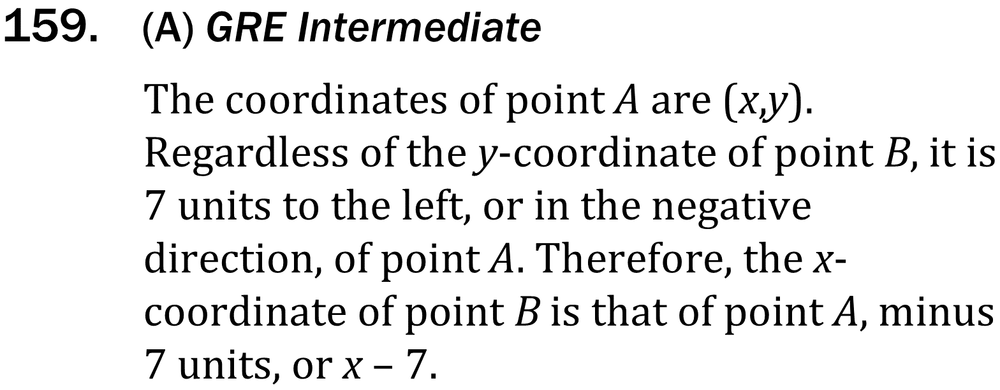 159. (A) GRE Intermediate
The coordinates of point A are (x,y).
Regardless of the y-coordinate of point B, it is
7 units to the left, or in the negative
direction, of point A. Therefore, the x-
coordinate of point B is that of point A, minus
7 units, or x – 7.